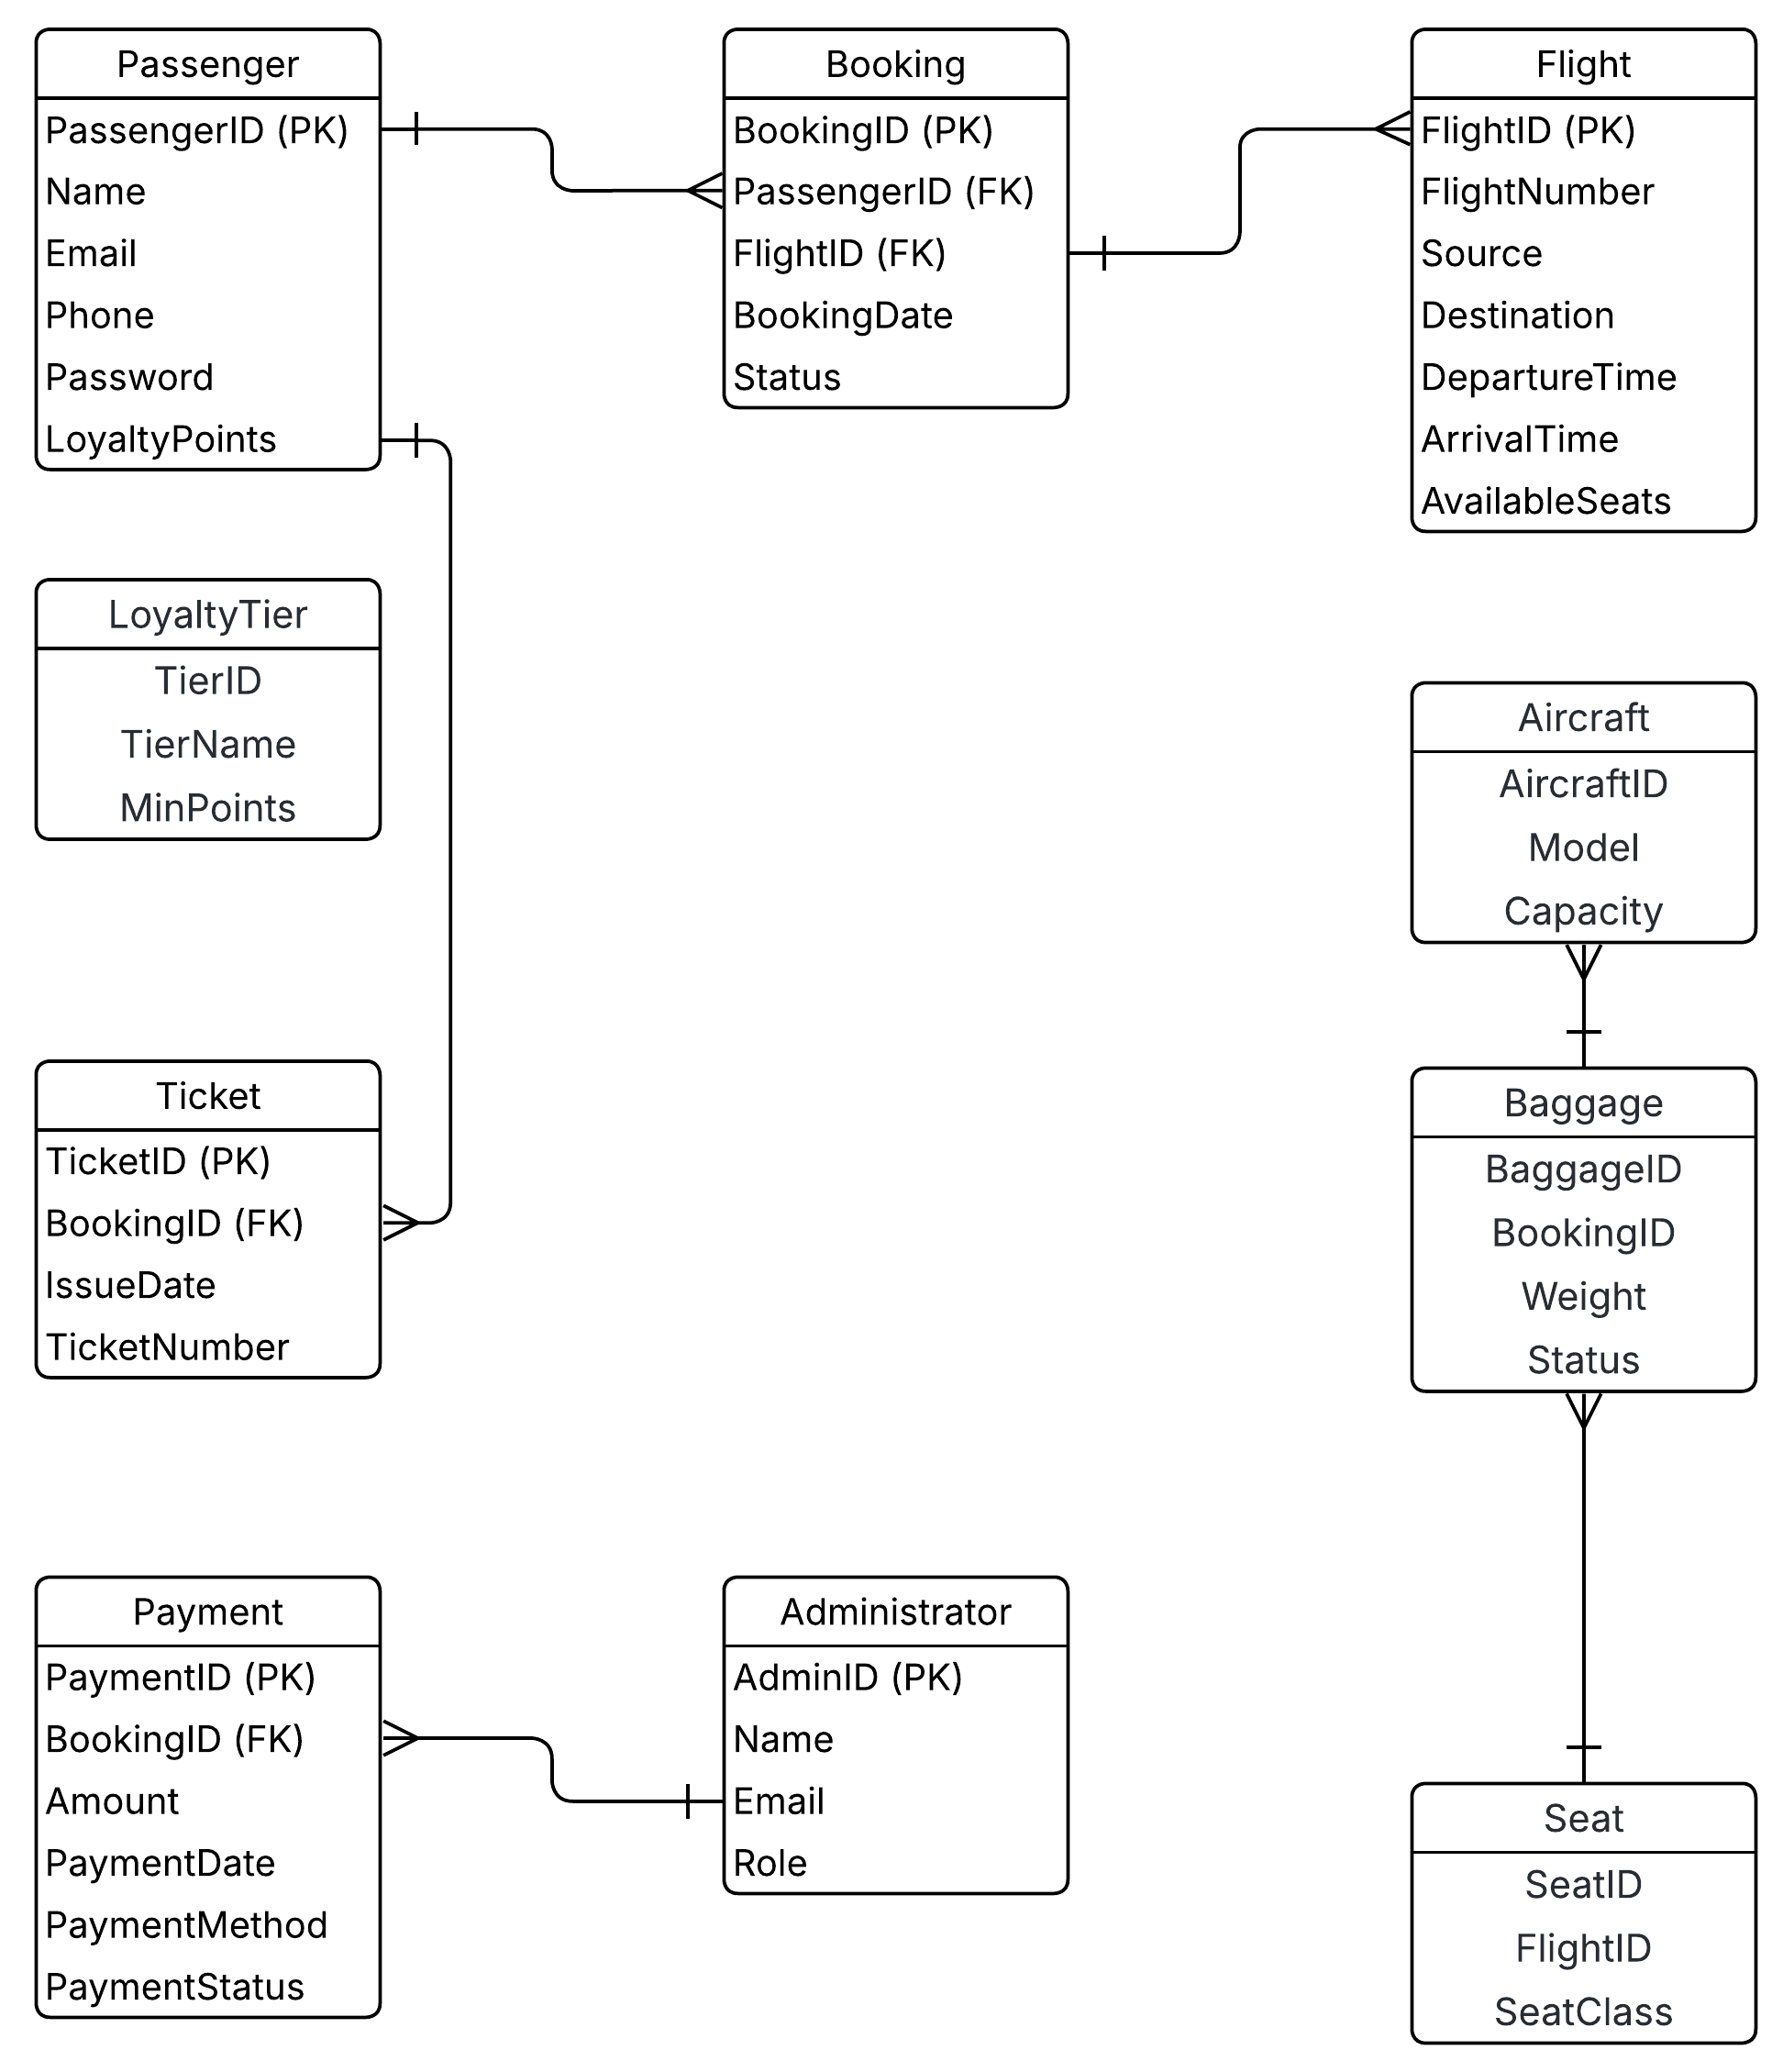 Passenger
PassengerID (PK)
Name
Email
Phone
Password
LoyaltyPoints
Booking
BookingID (PK)
PassengerID (FK)
FlightID (FK)
BookingDate
Status
Flight
FlightID (PK)
FlightNumber
Source
Destination
DepartureTime
ArrivalTime
AvailableSeats
LoyaltyTier
TierID
TierName
MinPoints
Aircraft
AircraftID
Model
Capacity
Ticket
TicketID (PK)
BookingID (FK)
IssueDate
TicketNumber
Baggage
BaggageID
BookingID
Weight
Status
Payment
PaymentID (PK)
BookingID (FK)
Amount
PaymentDate
PaymentMethod
PaymentStatus
Administrator
AdminID (PK)
Name
Email
Role
Seat
SeatID
FlightID
SeatClass